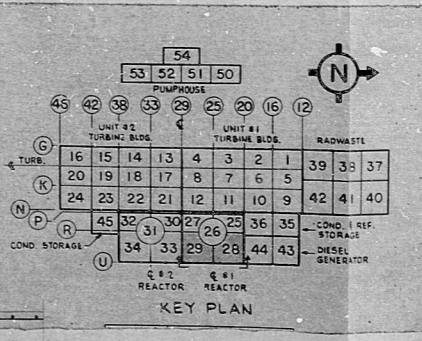 54
53 52 51 50
PUMPHOUSE
N
45 42 38 33 29 25 20 16 12
UNIT #2 TURBINE BLDG.
UNIT #1 TURBINE BLDG.
RADWASTE
G
℄ TURB.
16 15 14 13 4 3 2 1
39 38 37
K
20 19 18 17 8 7 6 5
24 23 22 21 12 11 10 9
42 41 40
N
P
R
45 32 31 30 27 26 25 36 35
COND. & REF. STORAGE
COND. STORAGE
34 33 29 28 44 43
DIESEL GENERATOR
U
℄ #2 REACTOR
℄ #1 REACTOR
KEY PLAN